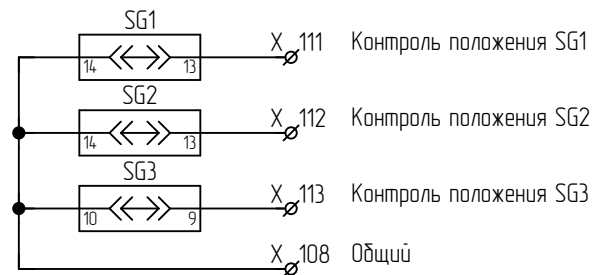 SG1
14 13 X 111 Контроль положения SG1
SG2
14 13 X 112 Контроль положения SG2
SG3
10 9 X 113 Контроль положения SG3
X 108 Общий